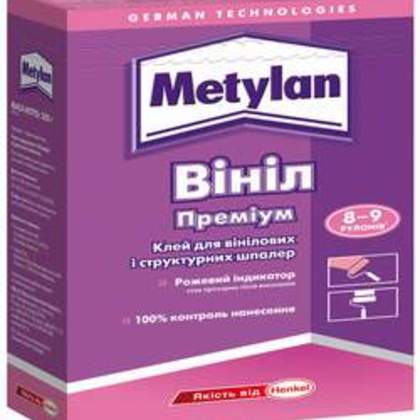 GERMAN TECHNOLOGIES
Metylan
Вініл
Преміум
8–9
РУЛОНІВ
Клей для вінілових
і структурних шпалер
Рожевий індикатор
100% контроль нанесення
Якість від Henkel